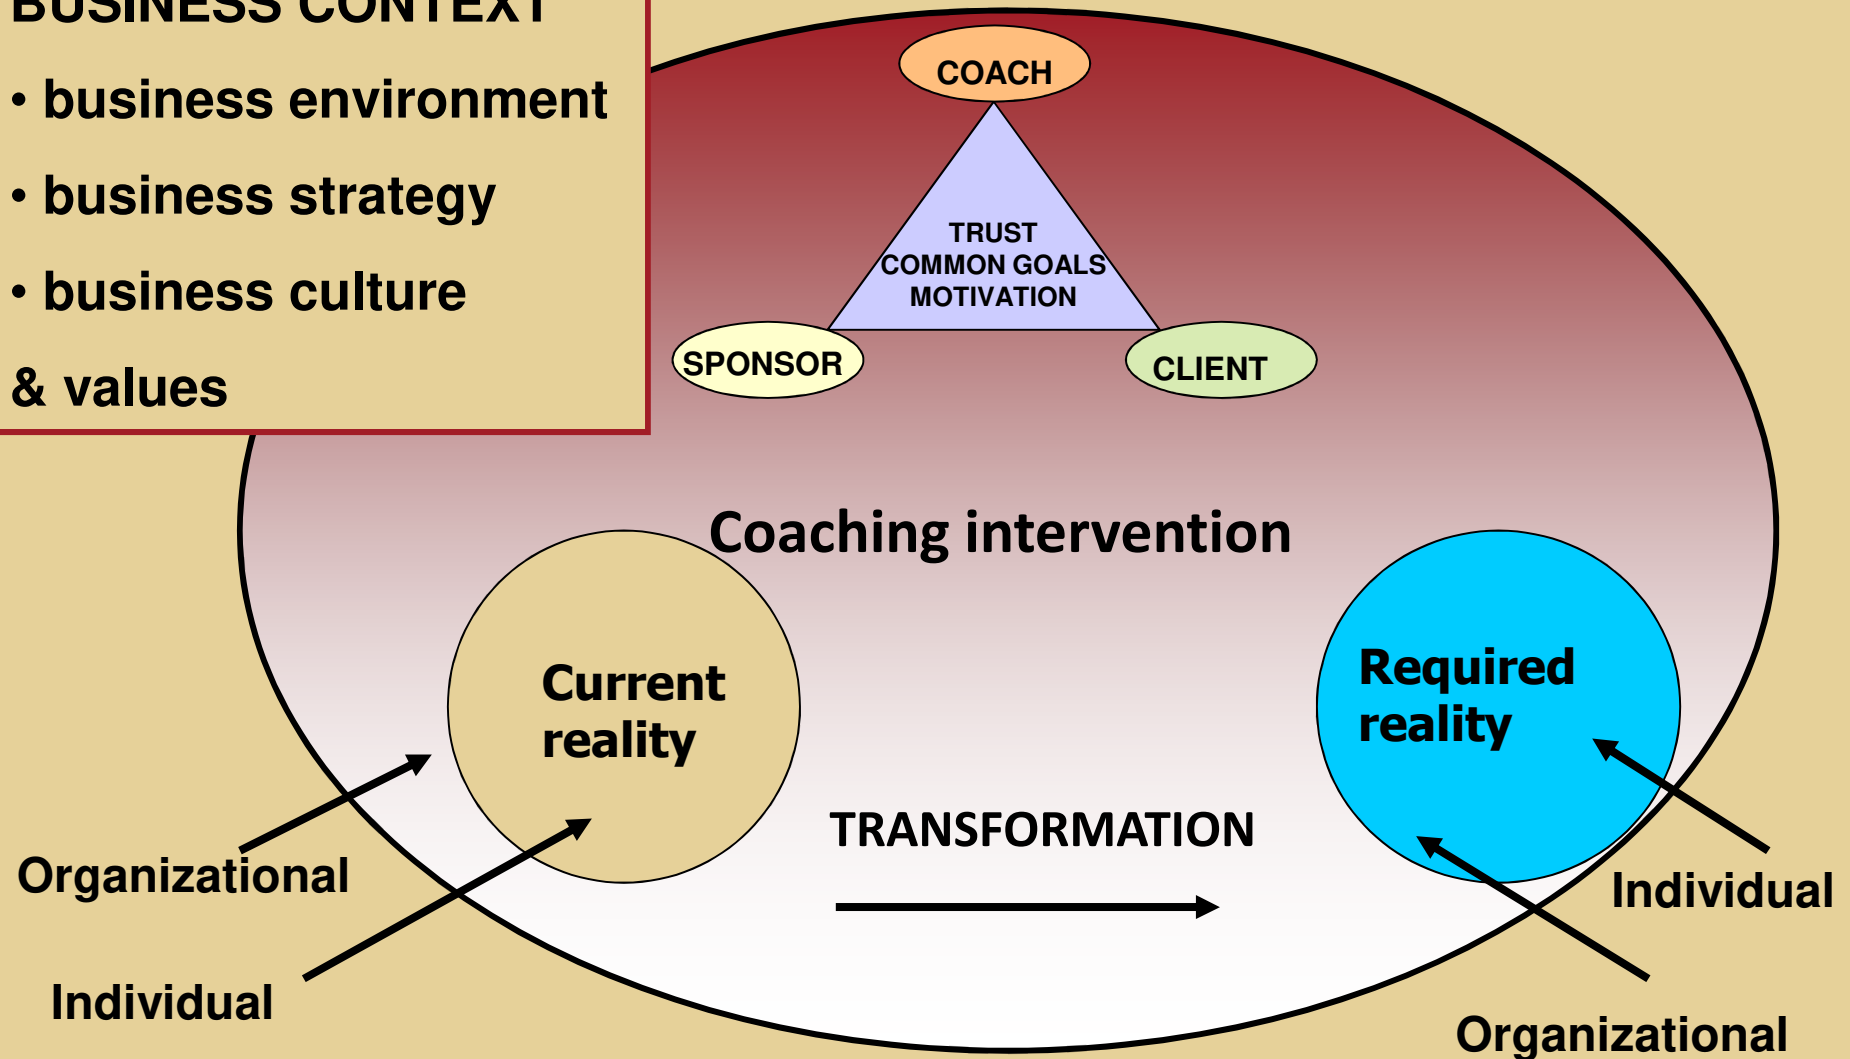 BUSINESS CONTEXT
• business environment
• business strategy
• business culture
& values
COACH
TRUST
COMMON GOALS
MOTIVATION
SPONSOR
CLIENT
Coaching intervention
Current
reality
Required
reality
TRANSFORMATION
Organizational
Individual
Individual
Organizational